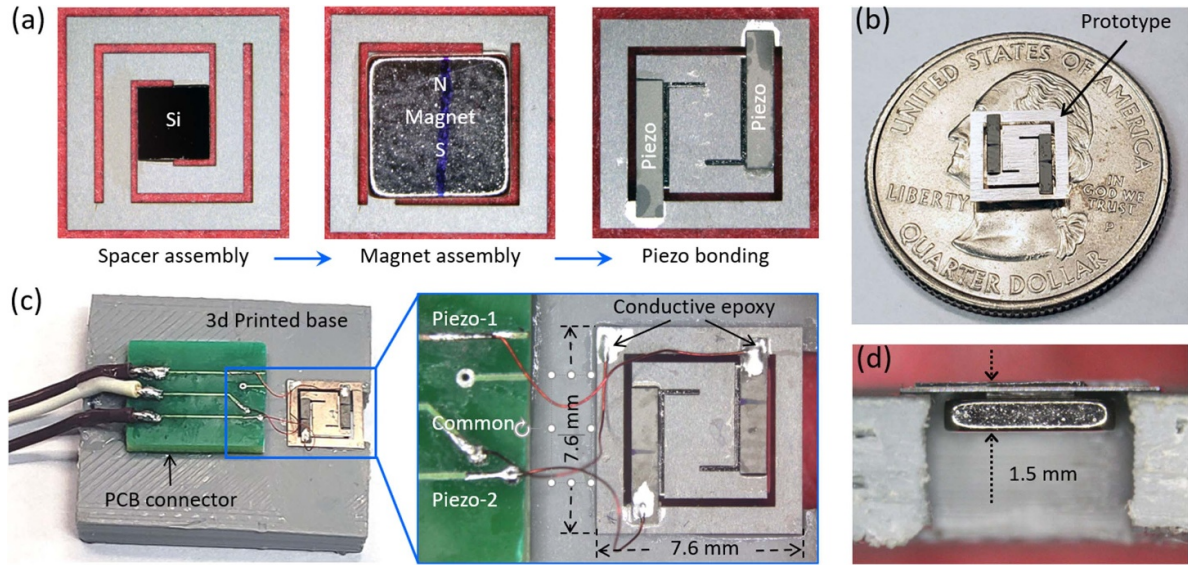 (a)
Si
N
Magnet
S
Piezo
Piezo
Spacer assembly
Magnet assembly
Piezo bonding
(b)
Prototype
UNITED STATES OF AMERICA
LIBERTY
IN
GOD WE
TRUST
P
QUARTER DOLLAR
(c)
3d Printed base
PCB connector
Piezo-1
Common
Piezo-2
Conductive epoxy
7.6 mm
7.6 mm
(d)
1.5 mm